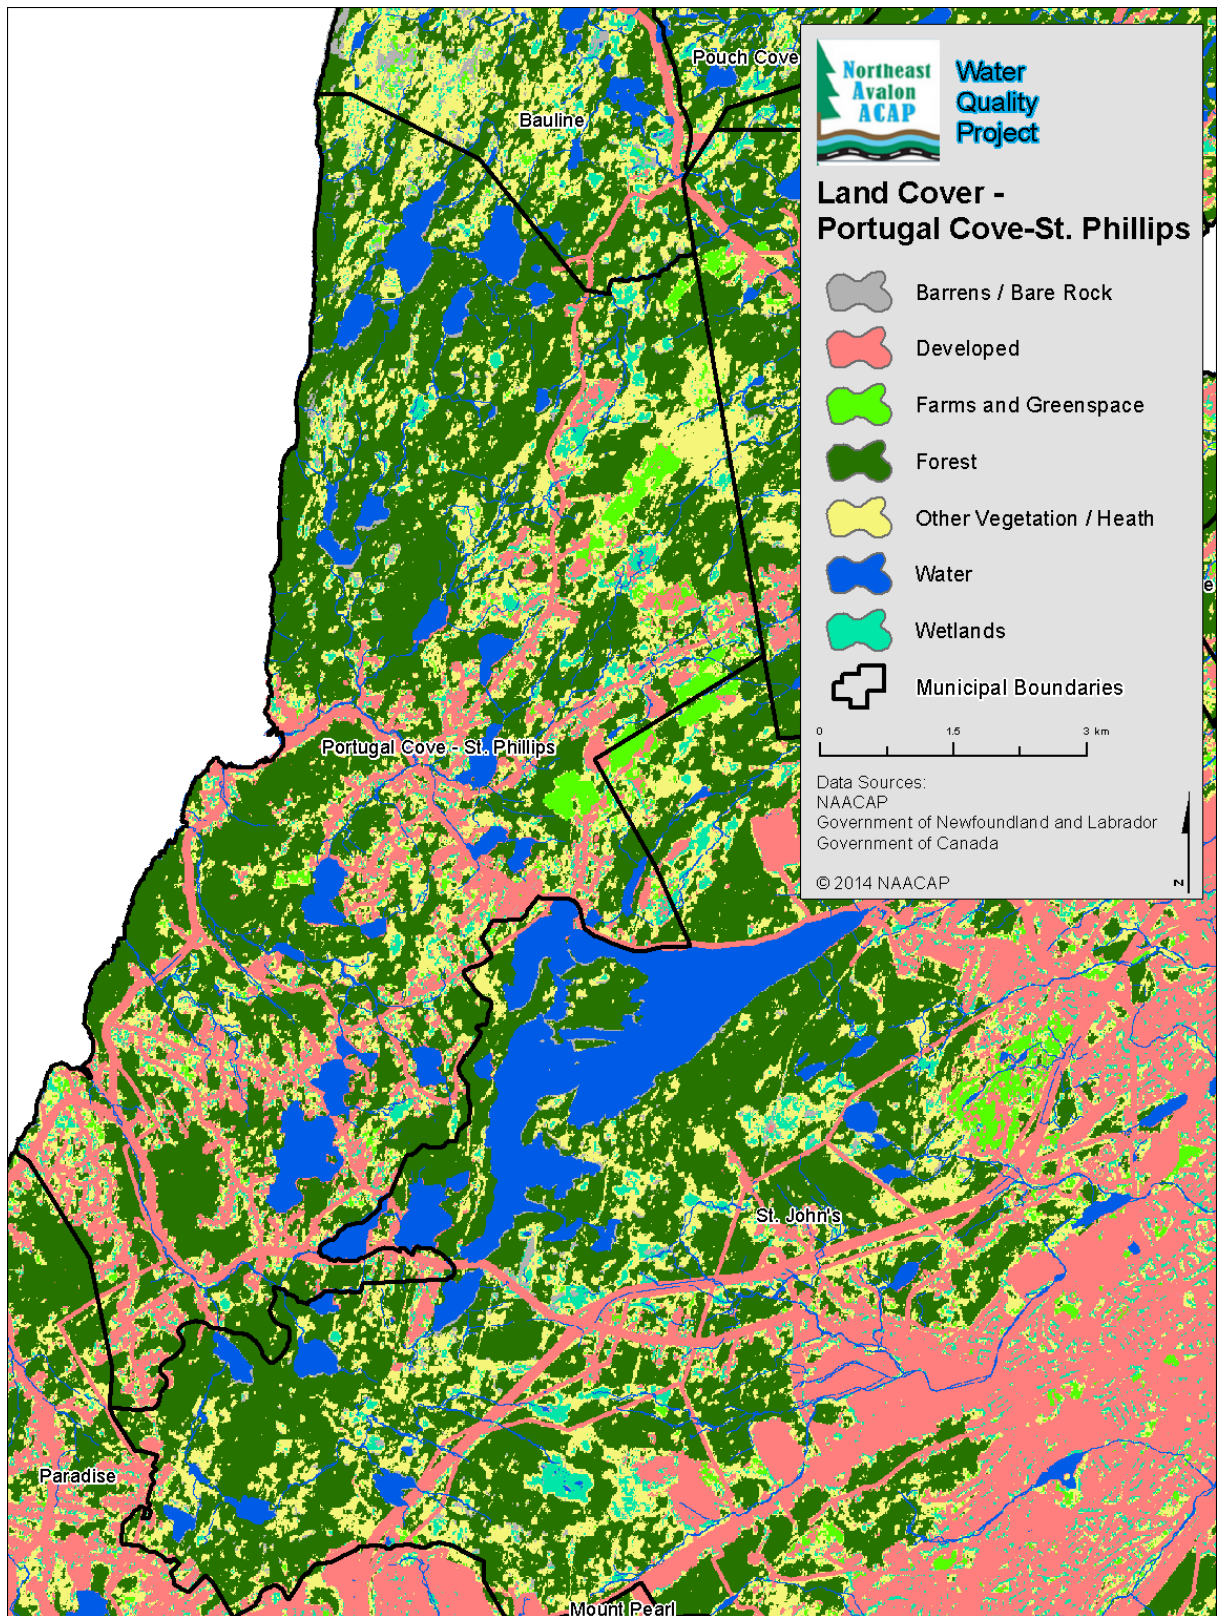 Pouch Cove
Bauline
Northeast
Avalon
ACAP
Water
Quality
Project
Land Cover -
Portugal Cove-St. Phillips
Barrens / Bare Rock
Developed
Farms and Greenspace
Forest
Other Vegetation / Heath
Water
Wetlands
Municipal Boundaries
0 1.5 3 km
Data Sources:
NAACAP
Government of Newfoundland and Labrador
Government of Canada
© 2014 NAACAP
N
e
Portugal Cove - St. Phillips
St. John's
Paradise
Mount Pearl